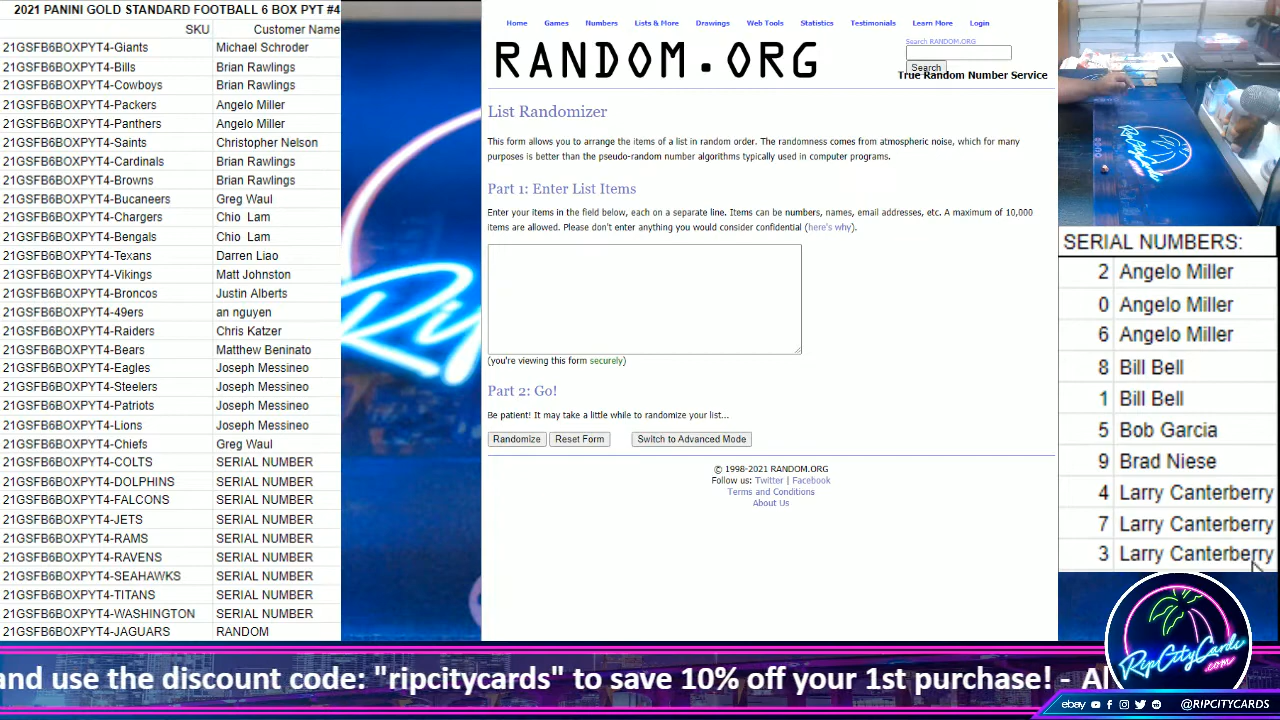 2021 PANINI GOLD STANDARD FOOTBALL 6 BOX PYT #4
SKU Customer Name
21GSFB6BOXPYT4-Giants Michael Schroder
21GSFB6BOXPYT4-Bills Brian Rawlings
21GSFB6BOXPYT4-Cowboys Brian Rawlings
21GSFB6BOXPYT4-Packers Angelo Miller
21GSFB6BOXPYT4-Panthers Angelo Miller
21GSFB6BOXPYT4-Saints Christopher Nelson
21GSFB6BOXPYT4-Cardinals Brian Rawlings
21GSFB6BOXPYT4-Browns Brian Rawlings
21GSFB6BOXPYT4-Bucaneers Greg Waul
21GSFB6BOXPYT4-Chargers Chio Lam
21GSFB6BOXPYT4-Bengals Chio Lam
21GSFB6BOXPYT4-Texans Darren Liao
21GSFB6BOXPYT4-Vikings Matt Johnston
21GSFB6BOXPYT4-Broncos Justin Alberts
21GSFB6BOXPYT4-49ers an nguyen
21GSFB6BOXPYT4-Raiders Chris Katzer
21GSFB6BOXPYT4-Bears Matthew Beninato
21GSFB6BOXPYT4-Eagles Joseph Messineo
21GSFB6BOXPYT4-Steelers Joseph Messineo
21GSFB6BOXPYT4-Patriots Joseph Messineo
21GSFB6BOXPYT4-Lions Joseph Messineo
21GSFB6BOXPYT4-Chiefs Greg Waul
21GSFB6BOXPYT4-COLTS SERIAL NUMBER
21GSFB6BOXPYT4-DOLPHINS SERIAL NUMBER
21GSFB6BOXPYT4-FALCONS SERIAL NUMBER
21GSFB6BOXPYT4-JETS SERIAL NUMBER
21GSFB6BOXPYT4-RAMS SERIAL NUMBER
21GSFB6BOXPYT4-RAVENS SERIAL NUMBER
21GSFB6BOXPYT4-SEAHAWKS SERIAL NUMBER
21GSFB6BOXPYT4-TITANS SERIAL NUMBER
21GSFB6BOXPYT4-WASHINGTON SERIAL NUMBER
21GSFB6BOXPYT4-JAGUARS RANDOM
Home Games Numbers Lists & More Drawings Web Tools Statistics Testimonials Learn More Login
RANDOM.ORG
Search RANDOM.ORG
Search
True Random Number Service
List Randomizer
This form allows you to arrange the items of a list in random order. The randomness comes from atmospheric noise, which for many
purposes is better than the pseudo-random number algorithms typically used in computer programs.
Part 1: Enter List Items
Enter your items in the field below, each on a separate line. Items can be numbers, names, email addresses, etc. A maximum of 10,000
items are allowed. Please don't enter anything you would consider confidential (here's why).
(you're viewing this form securely)
Part 2: Go!
Be patient! It may take a little while to randomize your list...
Randomize Reset Form Switch to Advanced Mode
© 1998-2021 RANDOM.ORG
Follow us: Twitter | Facebook
Terms and Conditions
About Us
RipCityCards
SERIAL NUMBERS:
2 Angelo Miller
0 Angelo Miller
6 Angelo Miller
8 Bill Bell
1 Bill Bell
5 Bob Garcia
9 Brad Niese
4 Larry Canterberry
7 Larry Canterberry
3 Larry Canterberry
and use the discount code: "ripcitycards" to save 10% off your 1st purchase! - Al
RipCityCards
.com
ebay @RIPCITYCARDS